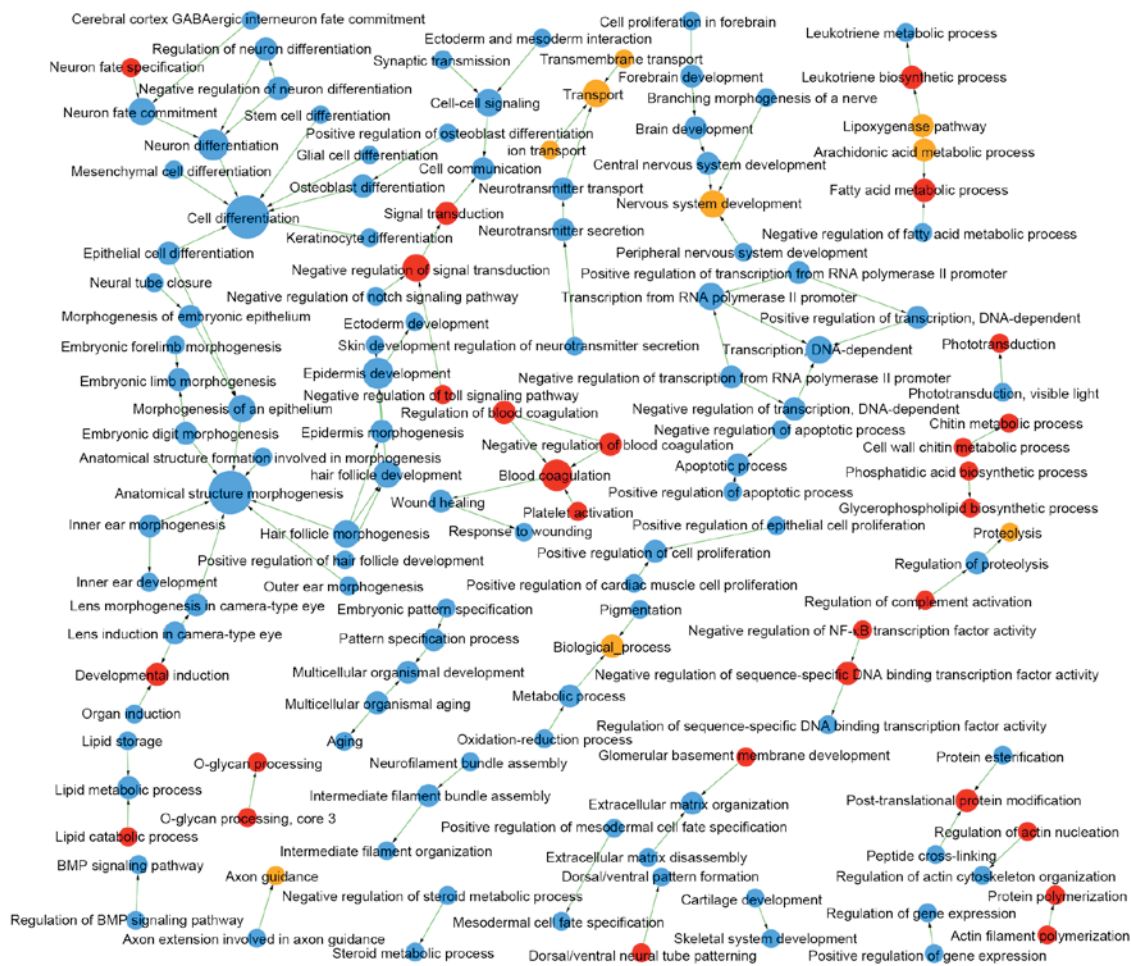 Cerebral cortex GABAergic interneuron fate commitment
Regulation of neuron differentiation
Neuron fate specification
Negative regulation of neuron differentiation
Neuron fate commitment
Stem cell differentiation
Neuron differentiation
Positive regulation of osteoblast differentiation
Glial cell differentiation
Mesenchymal cell differentiation
Osteoblast differentiation
Cell differentiation
Keratinocyte differentiation
Epithelial cell differentiation
Neural tube closure
Morphogenesis of embryonic epithelium
Embryonic forelimb morphogenesis
Embryonic limb morphogenesis
Morphogenesis of an epithelium
Embryonic digit morphogenesis
Anatomical structure formation involved in morphogenesis
Anatomical structure morphogenesis
Inner ear morphogenesis
Hair follicle morphogenesis
Positive regulation of hair follicle development
Inner ear development
Outer ear morphogenesis
Lens morphogenesis in camera-type eye
Lens induction in camera-type eye
Developmental induction
Organ induction
Lipid storage
Lipid metabolic process
Lipid catabolic process
BMP signaling pathway
Regulation of BMP signaling pathway
Ectoderm and mesoderm interaction
Synaptic transmission
Cell-cell signaling
Cell communication
Signal transduction
Negative regulation of signal transduction
Negative regulation of notch signaling pathway
Ectoderm development
Skin development
regulation of neurotransmitter secretion
Epidermis development
Negative regulation of toll signaling pathway
Epidermis morphogenesis
hair follicle development
Transmembrane transport
Transport
ion transport
Neurotransmitter transport
Neurotransmitter secretion
Cell proliferation in forebrain
Forebrain development
Branching morphogenesis of a nerve
Brain development
Central nervous system development
Nervous system development
Peripheral nervous system development
Leukotriene metabolic process
Leukotriene biosynthetic process
Lipoxygenase pathway
Arachidonic acid metabolic process
Fatty acid metabolic process
Negative regulation of fatty acid metabolic process
Positive regulation of transcription from RNA polymerase II promoter
Transcription from RNA polymerase II promoter
Positive regulation of transcription, DNA-dependent
Transcription, DNA-dependent
Negative regulation of transcription from RNA polymerase II promoter
Negative regulation of transcription, DNA-dependent
Phototransduction
Phototransduction, visible light
Chitin metabolic process
Cell wall chitin metabolic process
Phosphatidic acid biosynthetic process
Glycerophospholipid biosynthetic process
Regulation of blood coagulation
Negative regulation of blood coagulation
Blood coagulation
Platelet activation
Wound healing
Response to wounding
Negative regulation of apoptotic process
Apoptotic process
Positive regulation of apoptotic process
Positive regulation of epithelial cell proliferation
Positive regulation of cell proliferation
Positive regulation of cardiac muscle cell proliferation
Proteolysis
Regulation of proteolysis
Regulation of complement activation
Embryonic pattern specification
Pattern specification process
Multicellular organismal development
Multicellular organismal aging
Aging
Pigmentation
Biological_process
Metabolic process
Oxidation-reduction process
Negative regulation of NF-κB transcription factor activity
Negative regulation of sequence-specific DNA binding transcription factor activity
Regulation of sequence-specific DNA binding transcription factor activity
O-glycan processing
O-glycan processing, core 3
Neurofilament bundle assembly
Intermediate filament bundle assembly
Intermediate filament organization
Glomerular basement membrane development
Extracellular matrix organization
Extracellular matrix disassembly
Positive regulation of mesodermal cell fate specification
Mesodermal cell fate specification
Protein esterification
Post-translational protein modification
Peptide cross-linking
Regulation of actin nucleation
Regulation of actin cytoskeleton organization
Axon guidance
Axon extension involved in axon guidance
Negative regulation of steroid metabolic process
Steroid metabolic process
Dorsal/ventral pattern formation
Dorsal/ventral neural tube patterning
Cartilage development
Skeletal system development
Regulation of gene expression
Positive regulation of gene expression
Protein polymerization
Actin filament polymerization